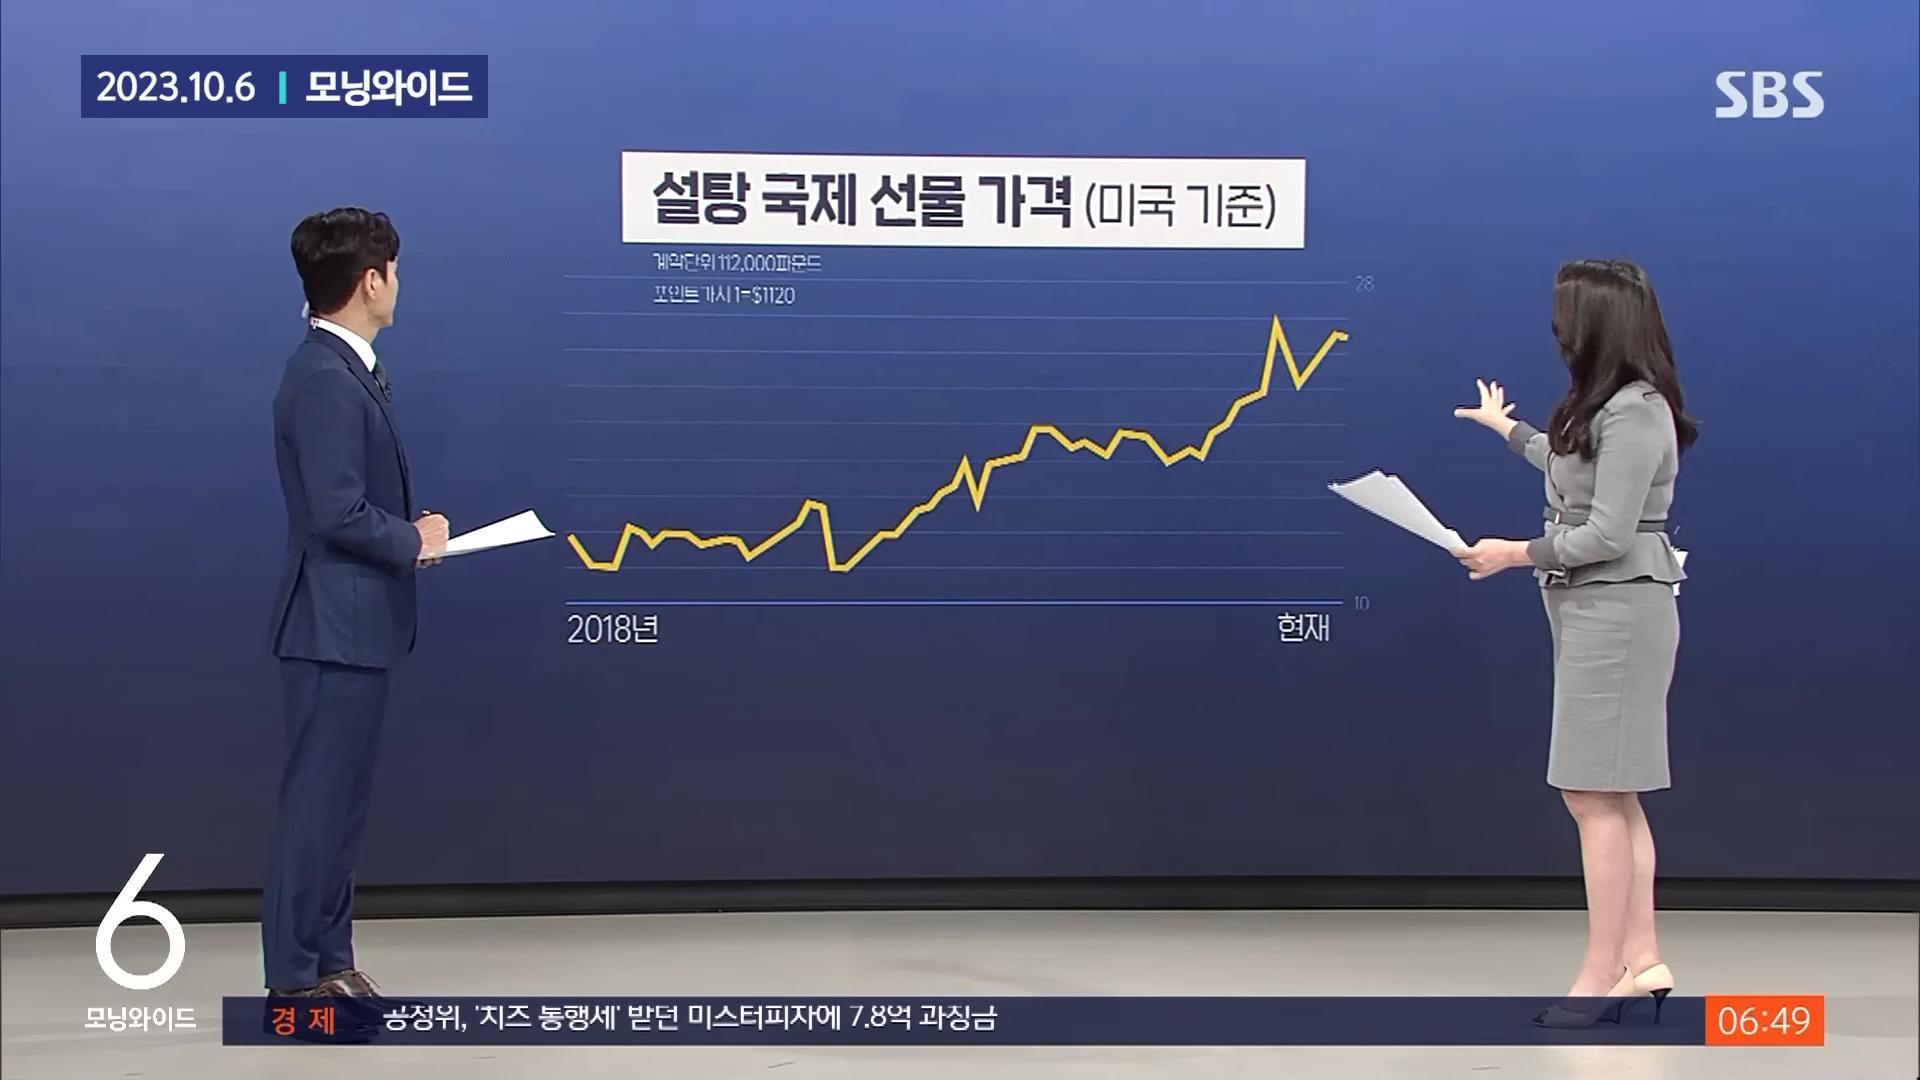 2023.10.6 | 모닝와이드
SBS
설탕 국제 선물 가격 (미국 기준)
계약단위 112,000파운드
포인트가시 1=$1120
28
10
2018년
현재
6
모닝와이드
경제
공정위, '치즈 통행세' 받던 미스터피자에 7.8억 과징금
06:49